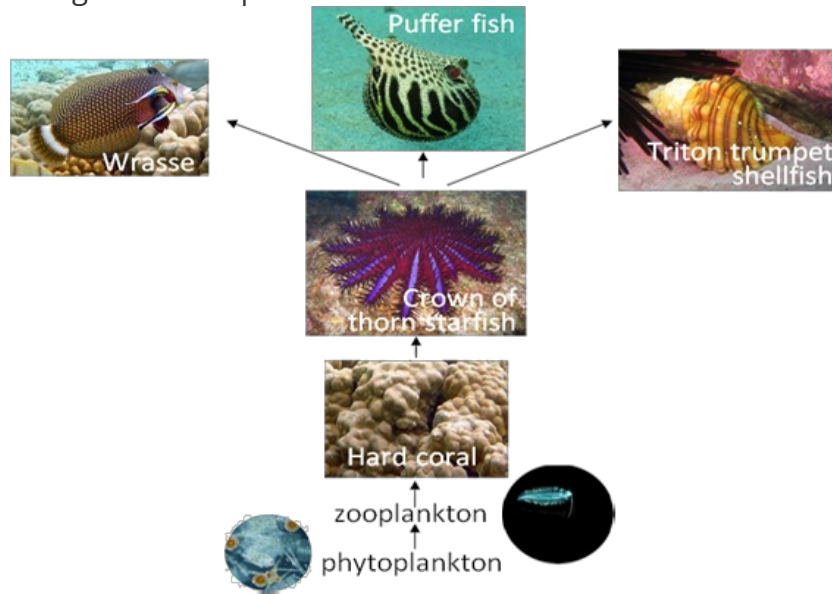 Puffer fish
Wrasse
Triton trumpet
shellfish
Crown of
thorn starfish
Hard coral
zooplankton
phytoplankton